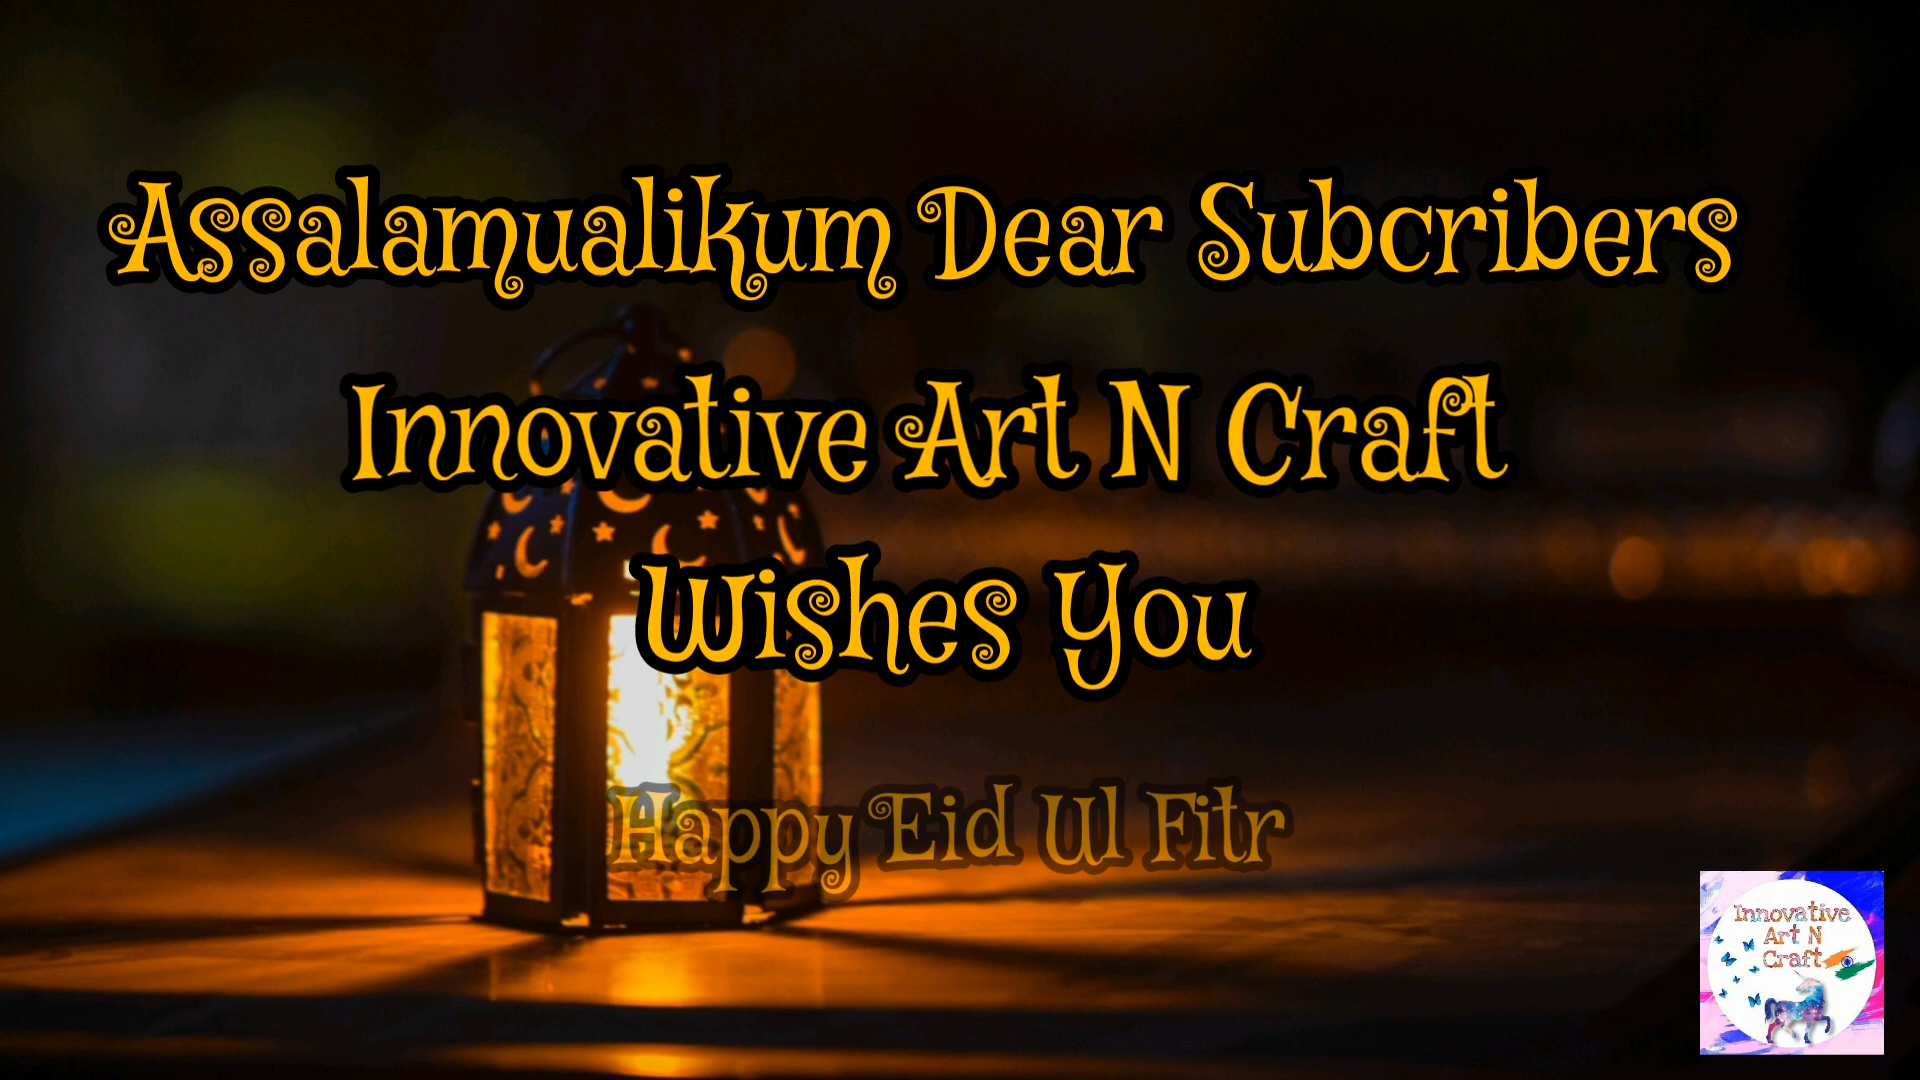 Assalamualikum Dear Subcribers
Innovative Art N Craft
Wishes You
Happy Eid Ul Fitr
Innovative
Art N
Craft